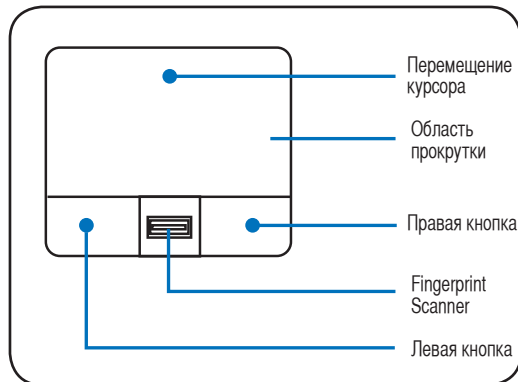 Перемещение
курсора
Область
прокрутки
Правая кнопка
Fingerprint
Scanner
Левая кнопка